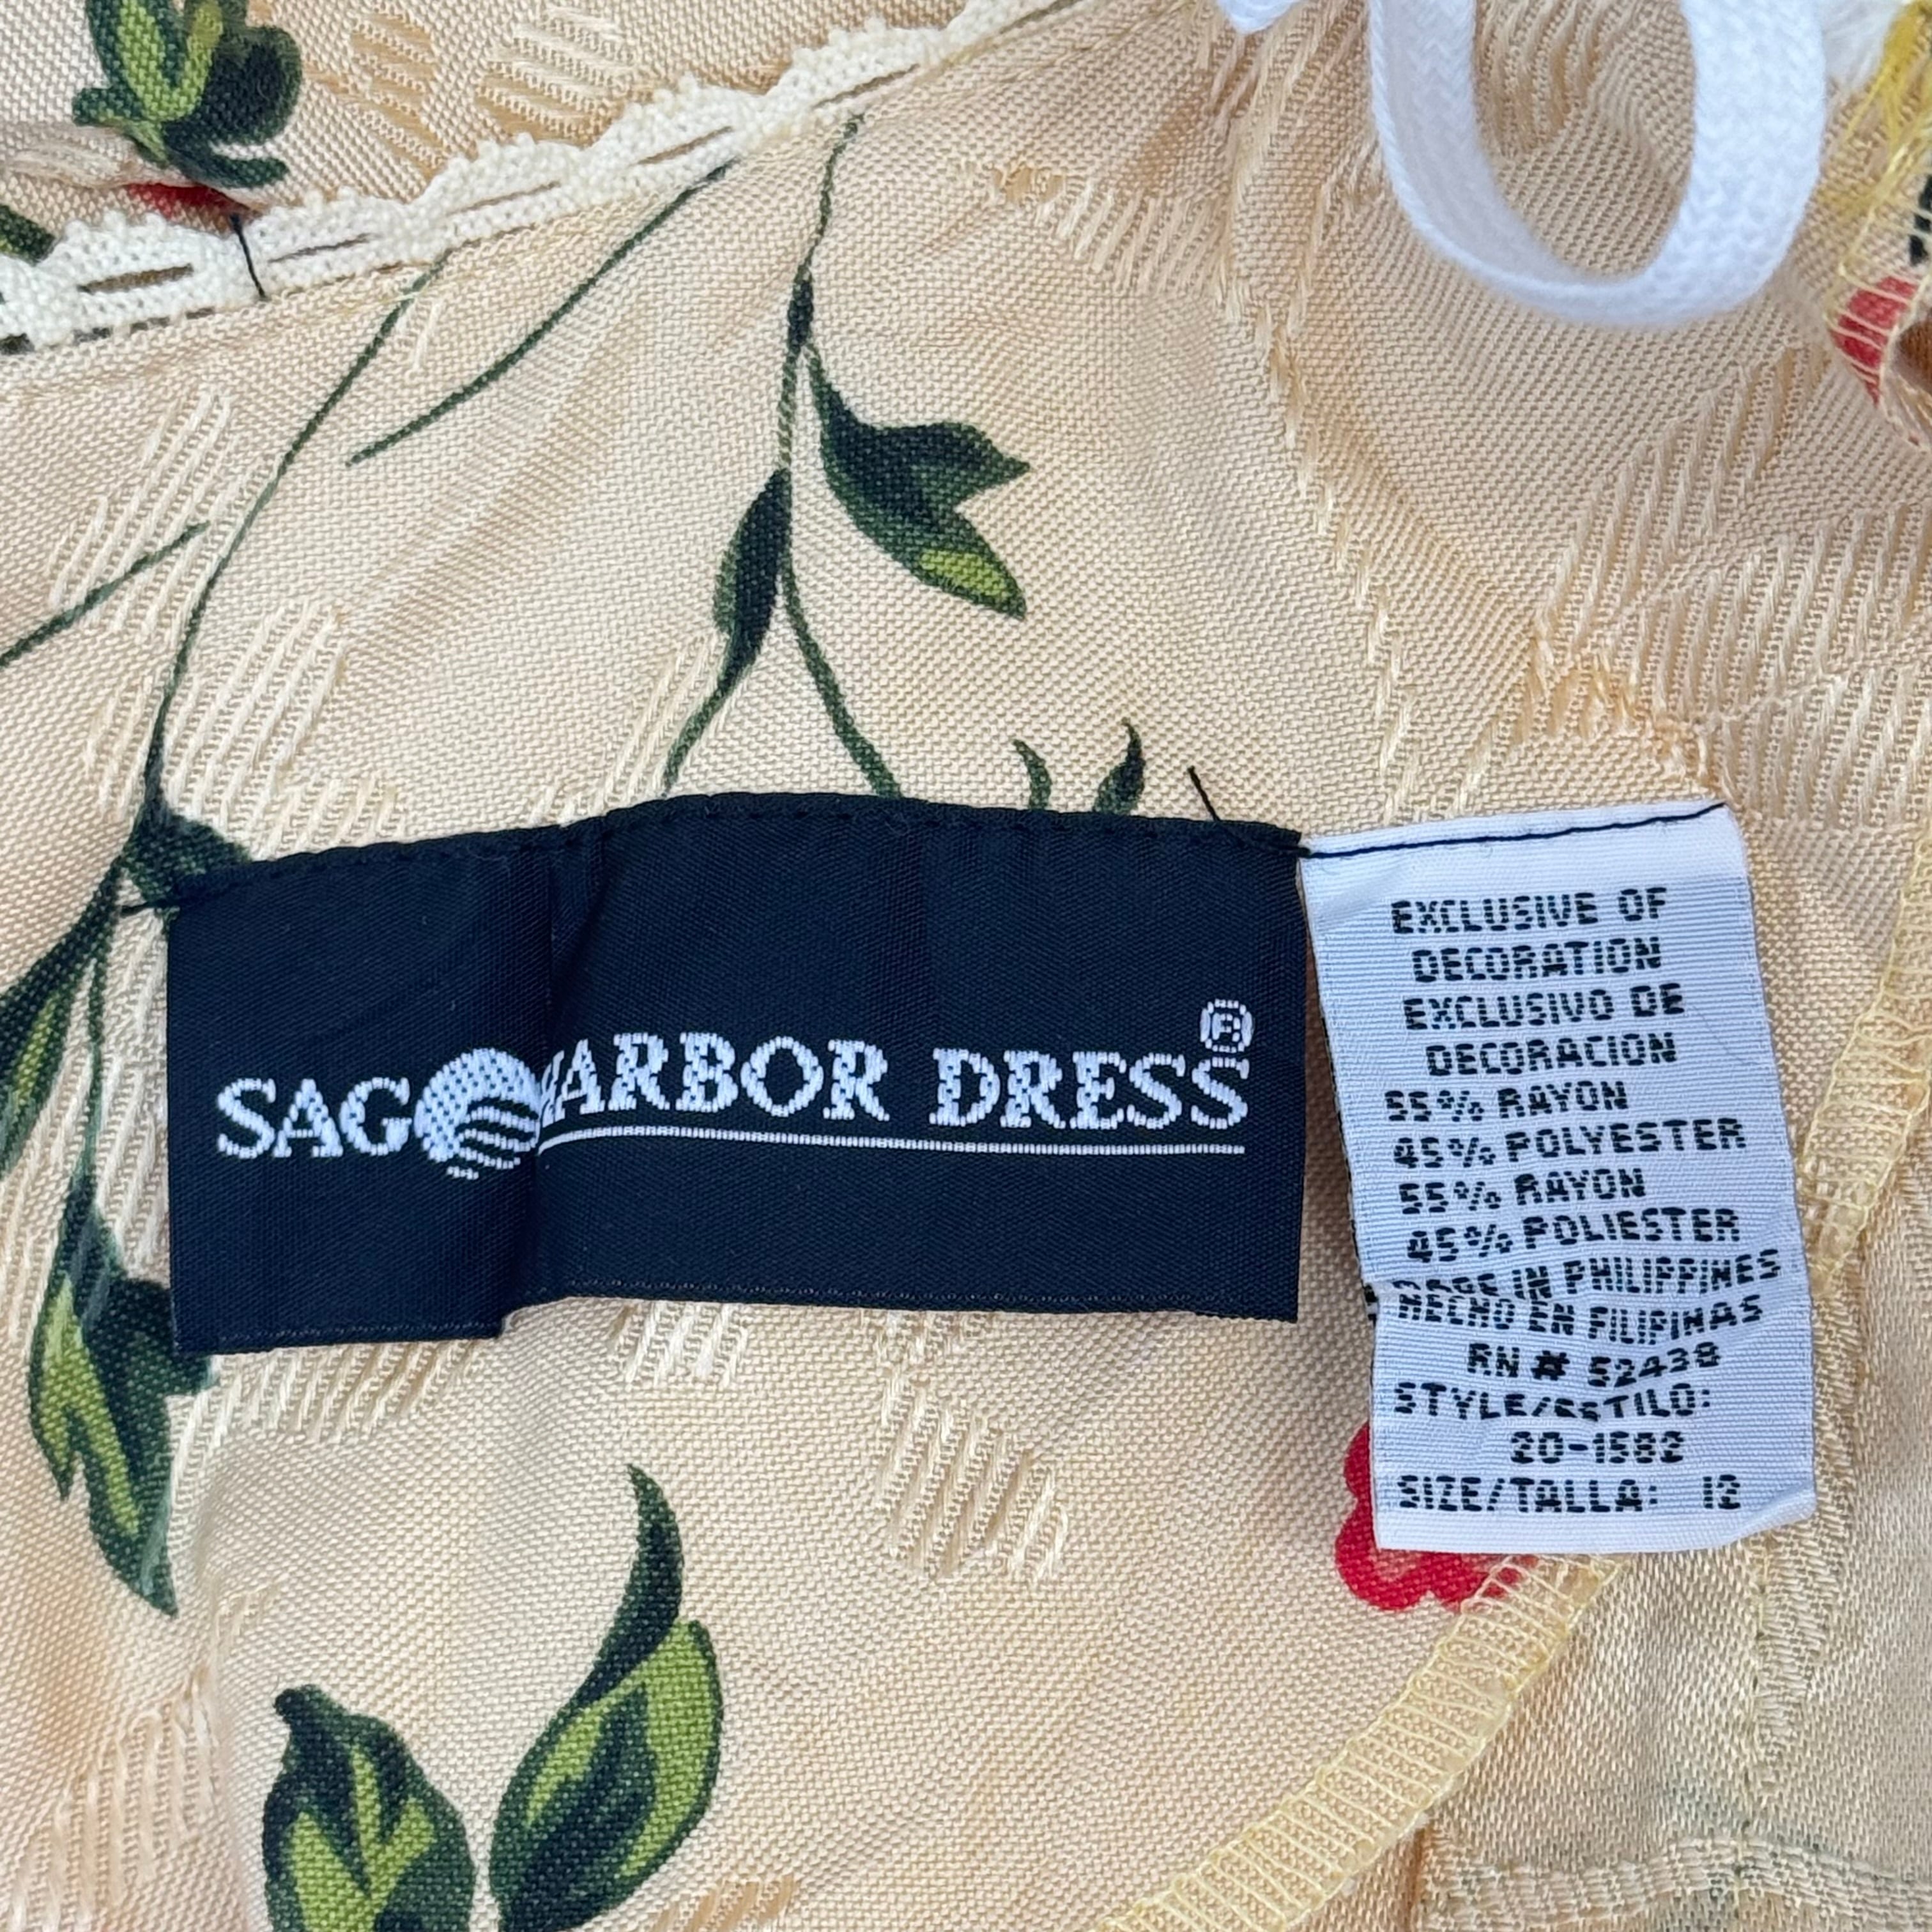 SAG HARBOR DRESS®
EXCLUSIVE OF
DECORATION
EXCLUSIVO DE
DECORACION
55% RAYON
45% POLYESTER
55% RAYON
45% POLIESTER
MADE IN PHILIPPINES
HECHO EN FILIPINAS
RN # 52438
STYLE/ESTILO:
20-1582
SIZE/TALLA: 12